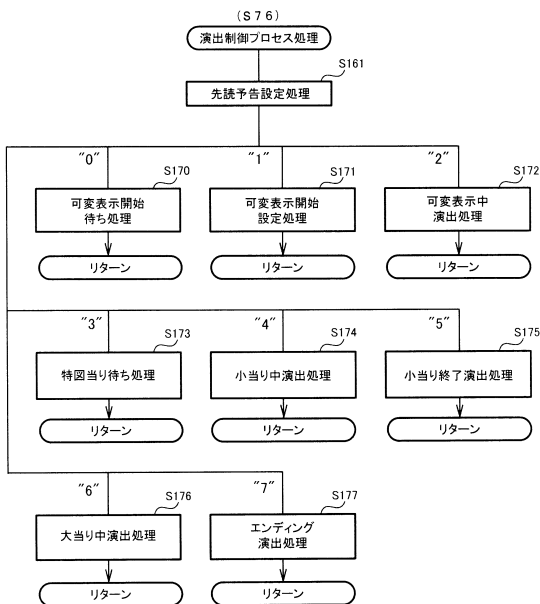 (S76)
演出制御プロセス処理
S161
先読予告設定処理
"0"
"1"
"2"
S170
S171
S172
可変表示開始
待ち処理
可変表示開始
設定処理
可変表示中
演出処理
リターン
リターン
リターン
"3"
"4"
"5"
S173
S174
S175
特図当り待ち処理
小当り中演出処理
小当り終了演出処理
リターン
リターン
リターン
"6"
"7"
S176
S177
大当り中演出処理
エンディング
演出処理
リターン
リターン